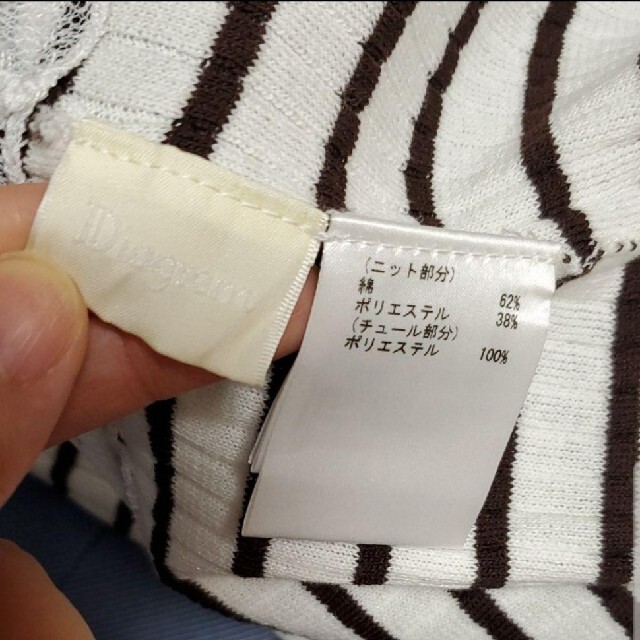 Diagram
(ニット部分)
綿 62%
ポリエステル 38%
(チュール部分)
ポリエステル 100%